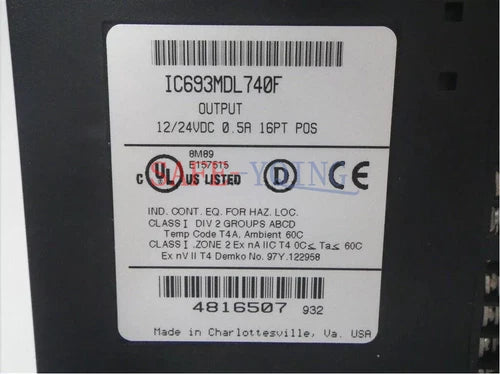 IC693MDL740F
OUTPUT
12/24VDC 0.5A 16PT POS
8M89
E157515
C UL US LISTED
D
CE
SAFE-YBING
IND. CONT. EQ. FOR HAZ. LOC.
CLASS I DIV 2 GROUPS ABCD
Temp Code T4A, Ambient 60C
CLASS I .ZONE 2 Ex nA IIC T4 0C≤ Ta≤ 60C
Ex nV II T4 Demko No. 97Y.122958
4816507 932
Made in Charlottesville, Va. USA